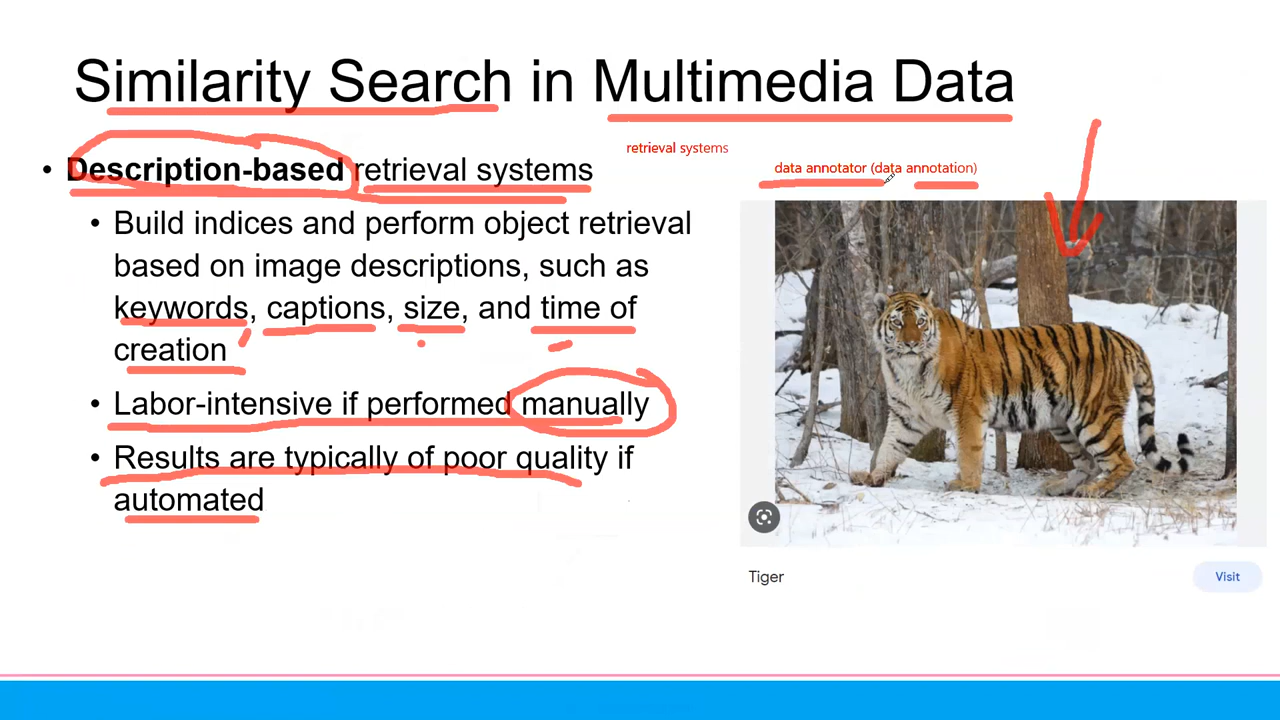 Similarity Search in Multimedia Data
• Description-based retrieval systems
• Build indices and perform object retrieval
based on image descriptions, such as
keywords, captions, size, and time of
creation
• Labor-intensive if performed manually
• Results are typically of poor quality if
automated
retrieval systems
data annotator (data annotation)
Tiger
Visit